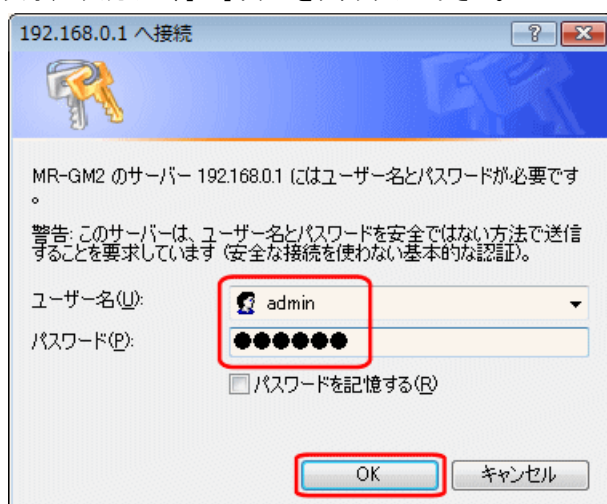 192.168.0.1 へ接続
MR-GM2 のサーバー 192.168.0.1 にはユーザー名とパスワードが必要です
。
警告: このサーバーは、ユーザー名とパスワードを安全ではない方法で送信
することを要求しています (安全な接続を使わない基本的な認証)。
ユーザー名(U):
admin
パスワード(P):
●●●●●●
パスワードを記憶する(R)
OK
キャンセル